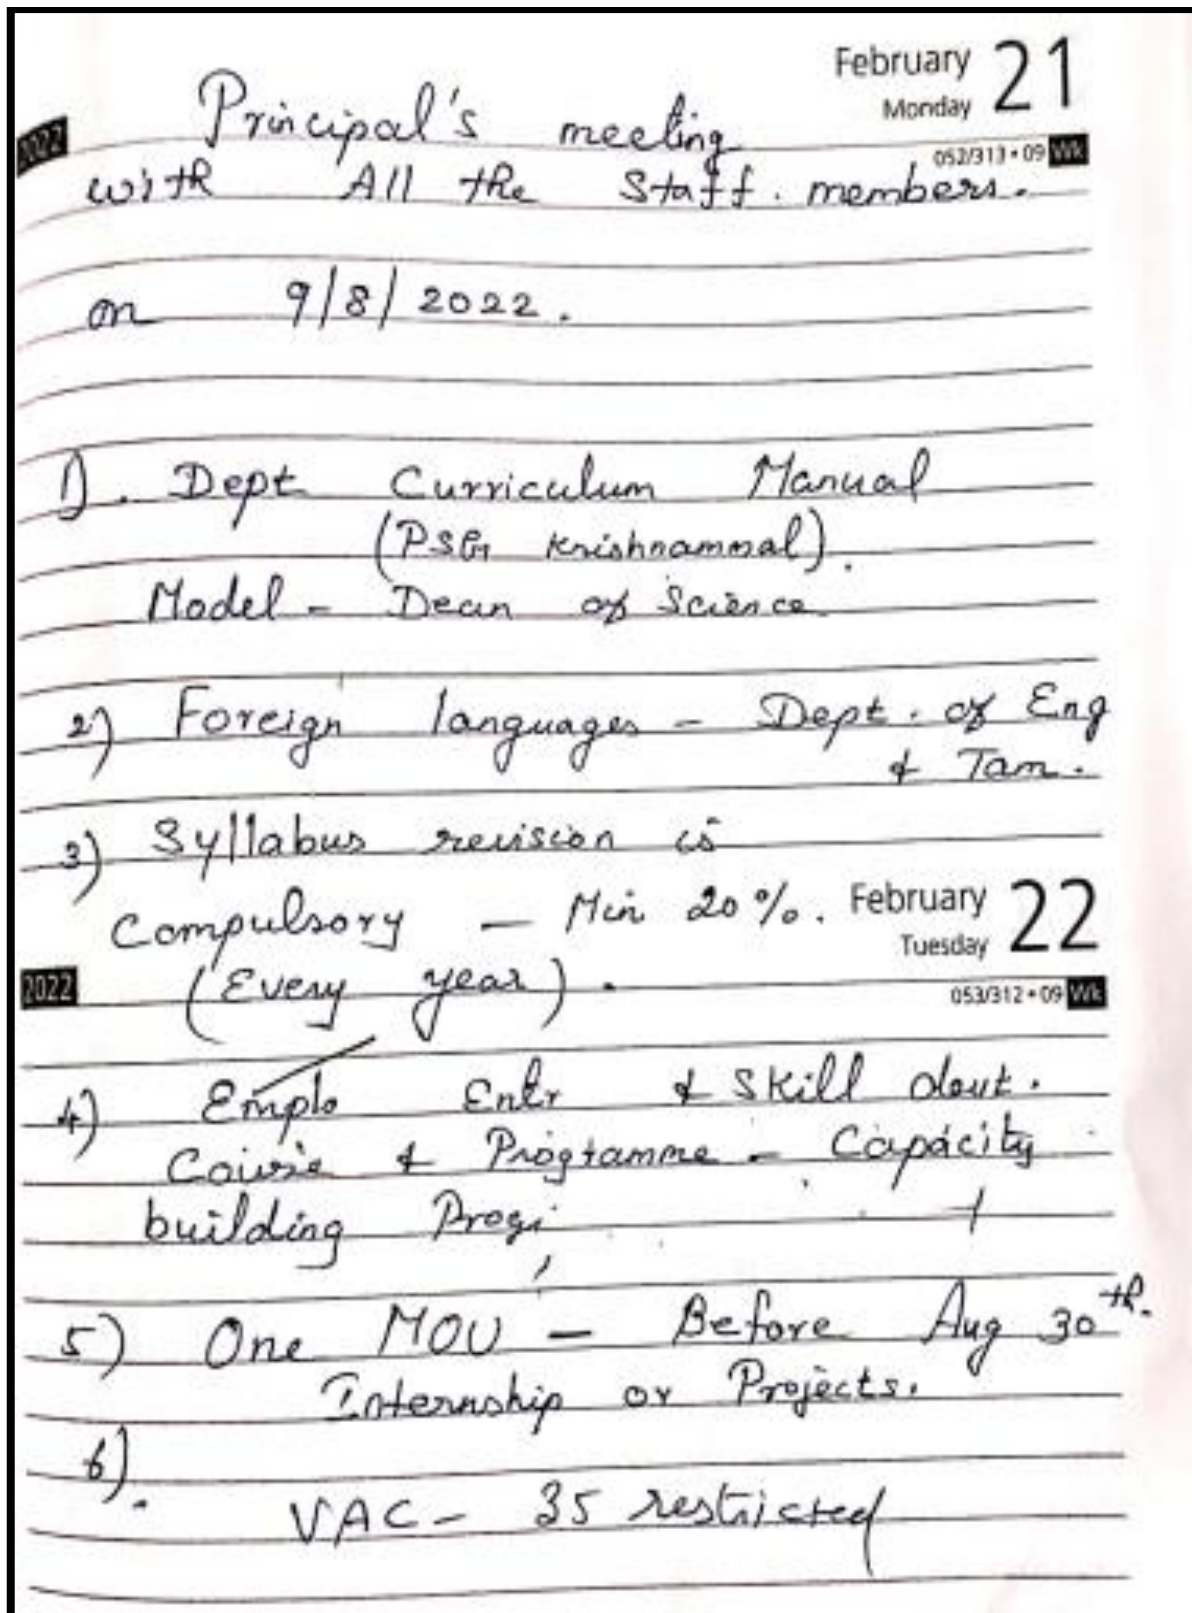 February 21
Monday
2022
052/313 • 09 Wk
Principal's meeting
with All the Staff. members.
on 9/8/2022.
1). Dept Curriculum Manual
(PSG Krishnammal).
Model - Dean of Science
2) Foreign languages - Dept. of Eng
& Tam.
3) Syllabus revision is
Compulsory — Min 20%.
February 22
Tuesday
2022
053/312 • 09 Wk
(Every year).
4) Emplo Entr & Skill
Course & Programme - Capacity
building
5) One MOU — Before Aug 30th.
Internship or Projects.
6).
VAC - 35 restricted